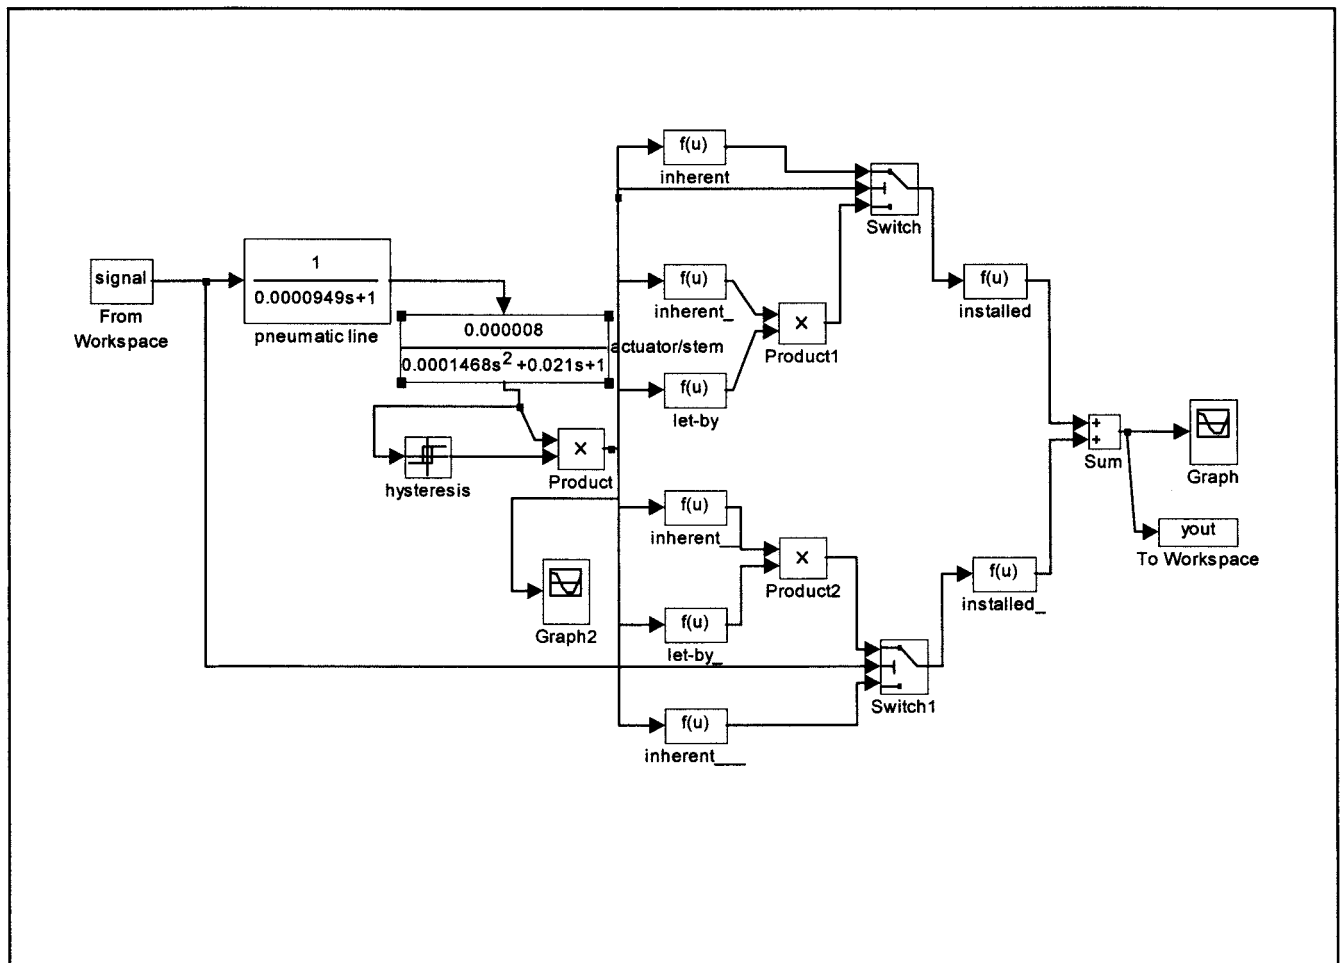 f(u)
inherent
Switch
signal
From
Workspace
1
0.0000949s+1
pneumatic line
0.000008
0.0001468s² +0.021s+1
actuator/stem
f(u)
inherent_
f(u)
let-by
X
Product1
f(u)
installed
hysteresis
X
Product
+
+
Sum
Graph
yout
To Workspace
f(u)
inherent__
X
Product2
f(u)
installed_
Graph2
f(u)
let-by_
Switch1
f(u)
inherent___